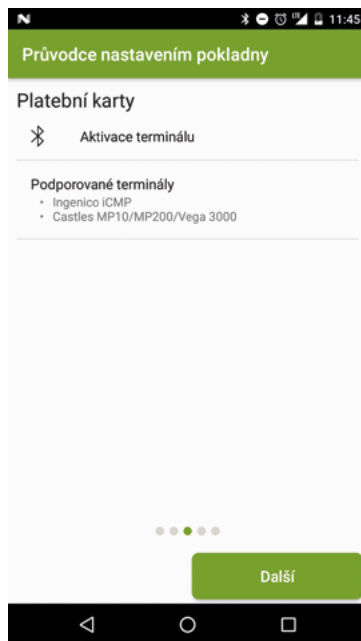 11:45
Průvodce nastavením pokladny
Platební karty
Aktivace terminálu
Podporované terminály
• Ingenico iCMP
• Castles MP10/MP200/Vega 3000
Další